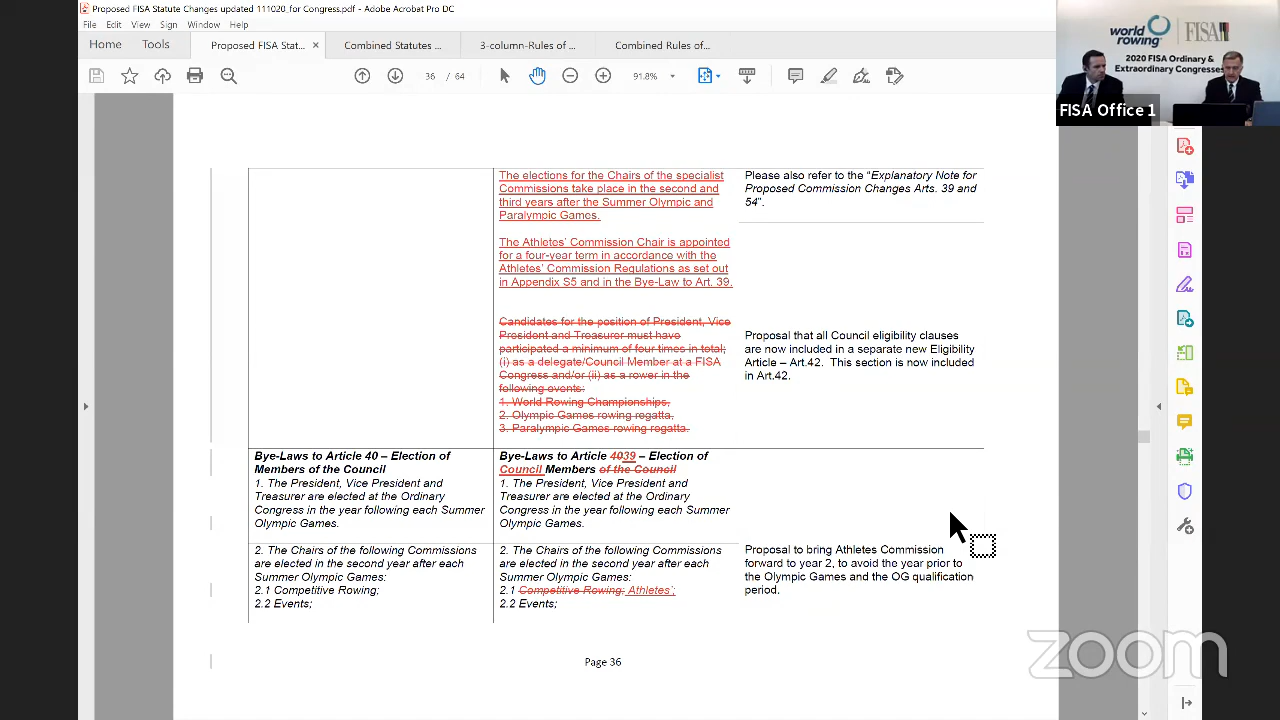 Proposed FISA Statute Changes updated 111020_for Congress.pdf - Adobe Acrobat Pro DC
File Edit View Sign Window Help
Home Tools Proposed FISA Stat... × Combined Statutes ... 3-column-Rules of ... Combined Rules of...
36 / 64 91.8%
world rowing FISA
2020 FISA Ordinary &
Extraordinary Congresses
FISA Office 1
The elections for the Chairs of the specialist
Commissions take place in the second and
third years after the Summer Olympic and
Paralympic Games.
Please also refer to the "Explanatory Note for
Proposed Commission Changes Arts. 39 and
54".
The Athletes' Commission Chair is appointed
for a four-year term in accordance with the
Athletes' Commission Regulations as set out
in Appendix S5 and in the Bye-Law to Art. 39.
Candidates for the position of President, Vice
President and Treasurer must have
participated a minimum of four times in total;
(i) as a delegate/Council Member at a FISA
Congress and/or (ii) as a rower in the
following events:
1. World Rowing Championships,
2. Olympic Games rowing regatta,
3. Paralympic Games rowing regatta.
Proposal that all Council eligibility clauses
are now included in a separate new Eligibility
Article – Art.42. This section is now included
in Art.42.
Bye-Laws to Article 40 – Election of
Members of the Council
1. The President, Vice President and
Treasurer are elected at the Ordinary
Congress in the year following each Summer
Olympic Games.
Bye-Laws to Article 4039 – Election of
Council Members of the Council
1. The President, Vice President and
Treasurer are elected at the Ordinary
Congress in the year following each Summer
Olympic Games.
2. The Chairs of the following Commissions
are elected in the second year after each
Summer Olympic Games:
2.1 Competitive Rowing;
2.2 Events;
2. The Chairs of the following Commissions
are elected in the second year after each
Summer Olympic Games:
2.1 Competitive Rowing; Athletes';
2.2 Events;
Proposal to bring Athletes Commission
forward to year 2, to avoid the year prior to
the Olympic Games and the OG qualification
period.
Page 36
zoom